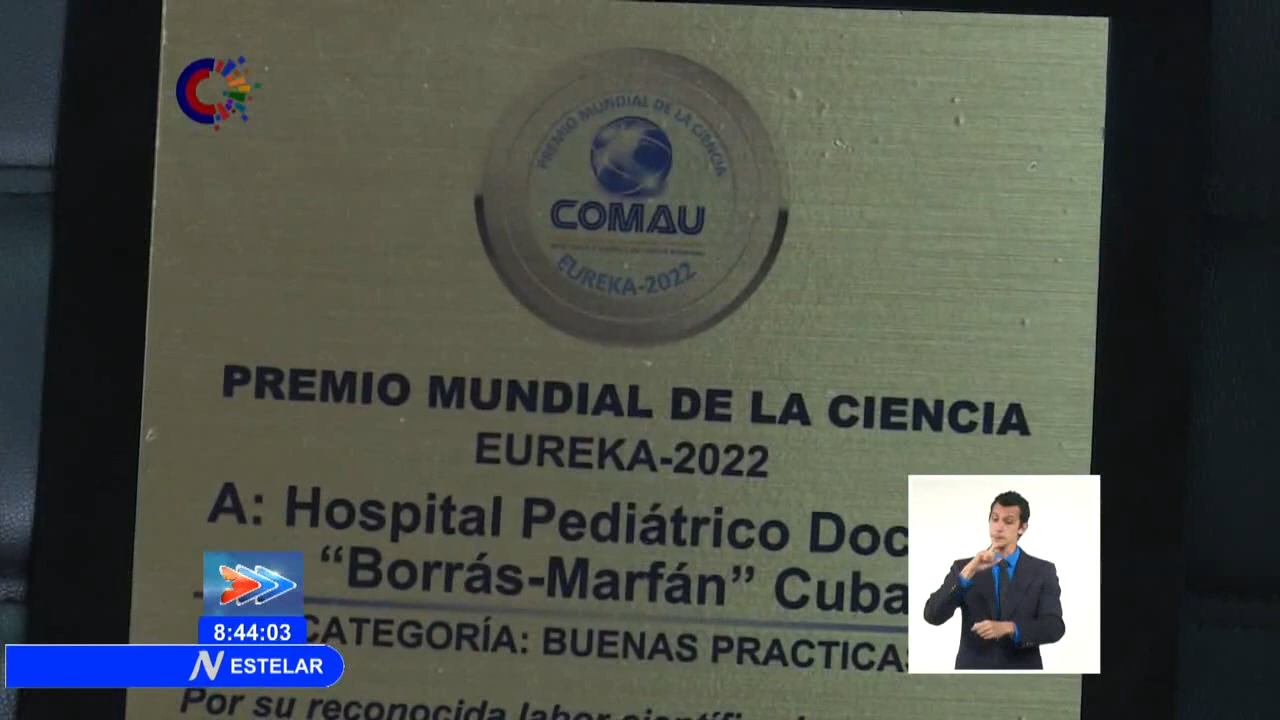 PREMIO MUNDIAL DE LA CIENCIA
COMAU
EUREKA-2022
PREMIO MUNDIAL DE LA CIENCIA
EUREKA-2022
A: Hospital Pediátrico Doc
“Borrás-Marfán” Cuba
CATEGORÍA: BUENAS PRACTICAS
Por su reconocida labor
8:44:03
N ESTELAR